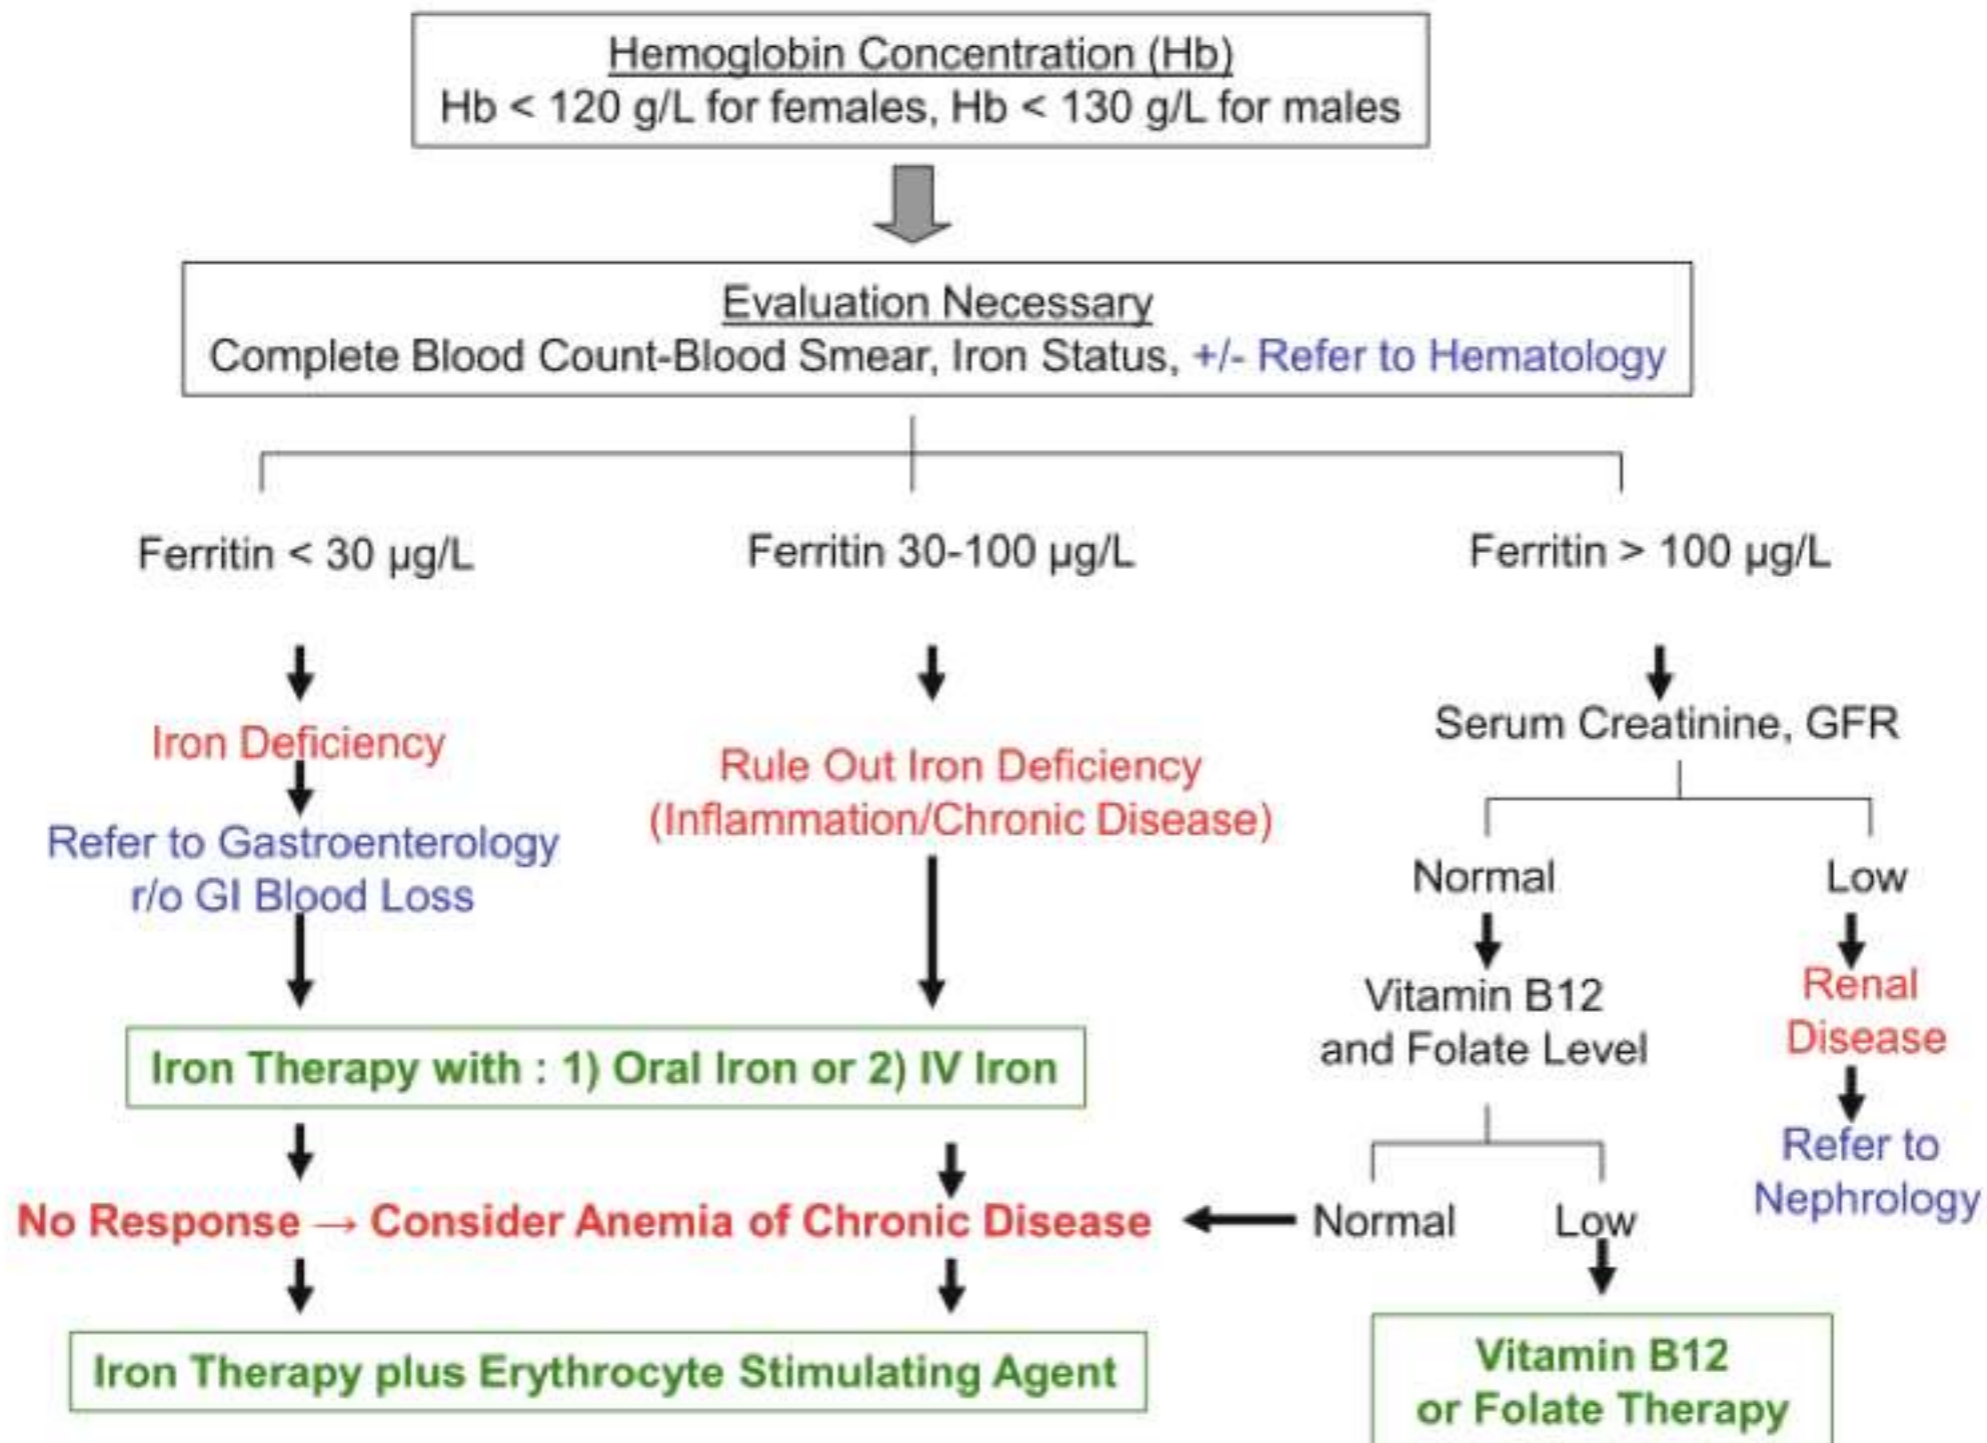 Hemoglobin Concentration (Hb)
Hb < 120 g/L for females, Hb < 130 g/L for males
Evaluation Necessary
Complete Blood Count-Blood Smear, Iron Status, +/- Refer to Hematology
Ferritin < 30 µg/L
Ferritin 30-100 µg/L
Ferritin > 100 µg/L
Iron Deficiency
Refer to Gastroenterology
r/o GI Blood Loss
Rule Out Iron Deficiency
(Inflammation/Chronic Disease)
Serum Creatinine, GFR
Normal
Low
Vitamin B12
and Folate Level
Renal
Disease
Refer to
Nephrology
Iron Therapy with : 1) Oral Iron or 2) IV Iron
No Response → Consider Anemia of Chronic Disease
Normal
Low
Iron Therapy plus Erythrocyte Stimulating Agent
Vitamin B12
or Folate Therapy